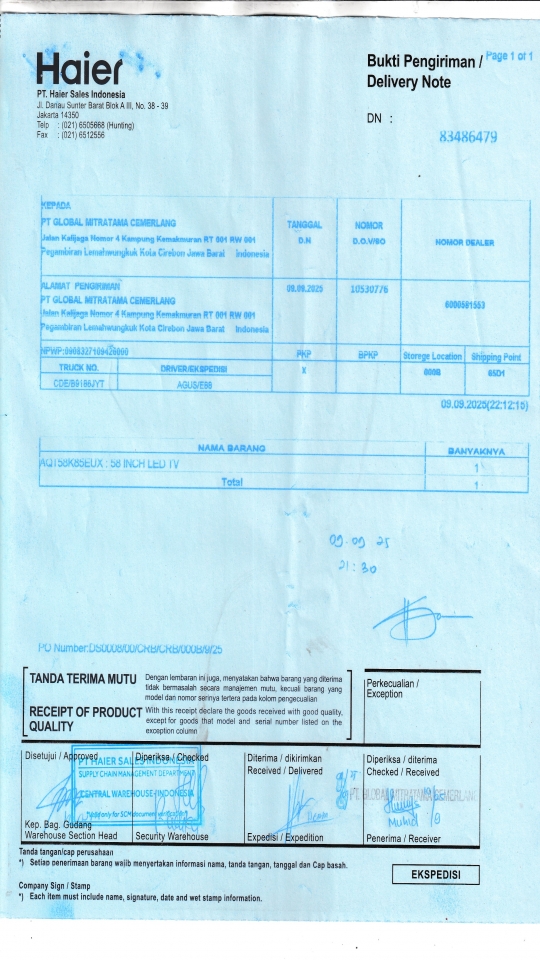 Haier
PT. Haier Sales Indonesia
Jl. Danau Sunter Barat Blok A III, No. 38 - 39
Jakarta 14350
Telp : (021) 6505668 (Hunting)
Fax : (021) 6512556
Bukti Pengiriman /
Delivery Note
Page 1 of 1
DN :
83486479
KEPADA
PT GLOBAL MITRATAMA CEMERLANG
Jalan Kalijaga Nomor 4 Kampung Kemakmuran RT 001 RW 001
Pegambiran Lemahwungkuk Kota Cirebon Jawa Barat Indonesia
TANGGAL
D.N
NOMOR
D.O.V/SO
NOMOR DEALER
ALAMAT PENGIRIMAN
PT GLOBAL MITRATAMA CEMERLANG
Jalan Kalijaga Nomor 4 Kampung Kemakmuran RT 001 RW 001
Pegambiran Lemahwungkuk Kota Cirebon Jawa Barat Indonesia
09.09.2025
10530776
6000591553
NPWP:0908327109426000
PKP
BPKP
Storege Location
Shipping Point
TRUCK NO.
DRIVER/EKSPEDISI
X
000B
65D1
CDE/B9186JYT
AGUS/E88
09.09.2025(22:12:15)
NAMA BARANG
BANYAKNYA
AQT58K85EUX : 58 INCH LED TV
1
Total
1
09.09 25
21:30
PO Number:DS0008/00/CRB/CRB/000B/9/25
TANDA TERIMA MUTU
Dengan lembaran ini juga, menyatakan bahwa barang yang diterima
tidak bermasalah secara manajemen mutu, kecuali barang yang
model dan nomor serinya tertera pada kolom pengecualian
RECEIPT OF PRODUCT
QUALITY
With this receipt declare the goods received with good quality,
except for goods that model and serial number listed on the
exception column
Perkecualian /
Exception
Disetujui / Approved
Diperiksa / Checked
Diterima / dikirimkan
Received / Delivered
Diperiksa / diterima
Checked / Received
PT HAIER SALES INDONESIA
SUPPLY CHAIN MANAGEMENT DEPARTMENT
CENTRAL WAREHOUSE-INDONESIA
PT GLOBAL MITRATAMA CEMERLANG
Muhid
Kep. Bag. Gudang
Warehouse Section Head
Security Warehouse
Expedisi / Expedition
Penerima / Receiver
Tanda tangan/cap perusahaan
*) Setiap penerimaan barang wajib menyertakan informasi nama, tanda tangan, tanggal dan Cap basah.
EKSPEDISI
Company Sign / Stamp
*) Each item must include name, signature, date and wet stamp information.